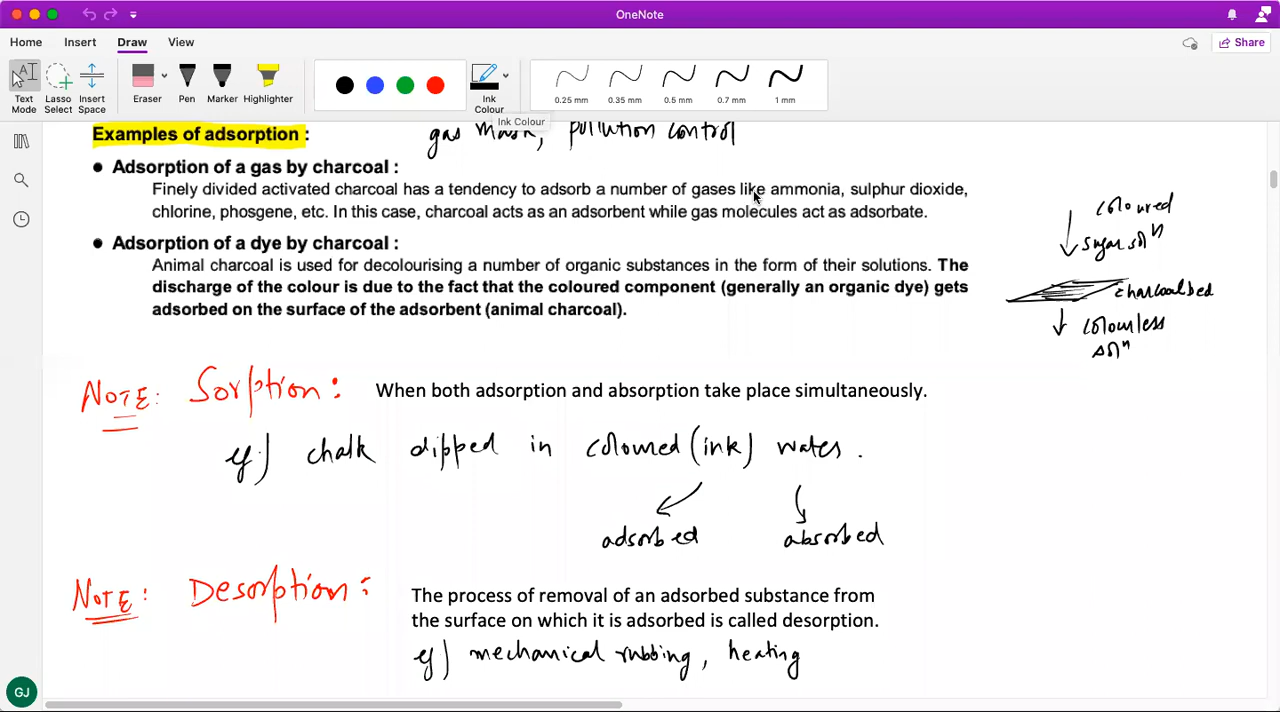 OneNote
Home Insert Draw View
Share
Text Mode
Lasso Select
Insert Space
Eraser
Pen
Marker
Highlighter
Ink Colour
0.25 mm 0.35 mm 0.5 mm 0.7 mm 1 mm
Ink Colour
Examples of adsorption : gas mask, pollution control
● Adsorption of a gas by charcoal :
Finely divided activated charcoal has a tendency to adsorb a number of gases like ammonia, sulphur dioxide,
chlorine, phosgene, etc. In this case, charcoal acts as an adsorbent while gas molecules act as adsorbate.
● Adsorption of a dye by charcoal :
Animal charcoal is used for decolourising a number of organic substances in the form of their solutions. The
discharge of the colour is due to the fact that the coloured component (generally an organic dye) gets
adsorbed on the surface of the adsorbent (animal charcoal).
coloured
sugar solⁿ
charcoal bed
colourless
solⁿ
NOTE: Sorption: When both adsorption and absorption take place simultaneously.
eg) chalk dipped in coloured (ink) water.
adsorbed absorbed
NOTE: Desorption: The process of removal of an adsorbed substance from
the surface on which it is adsorbed is called desorption.
eg) mechanical rubbing, heating
GJ